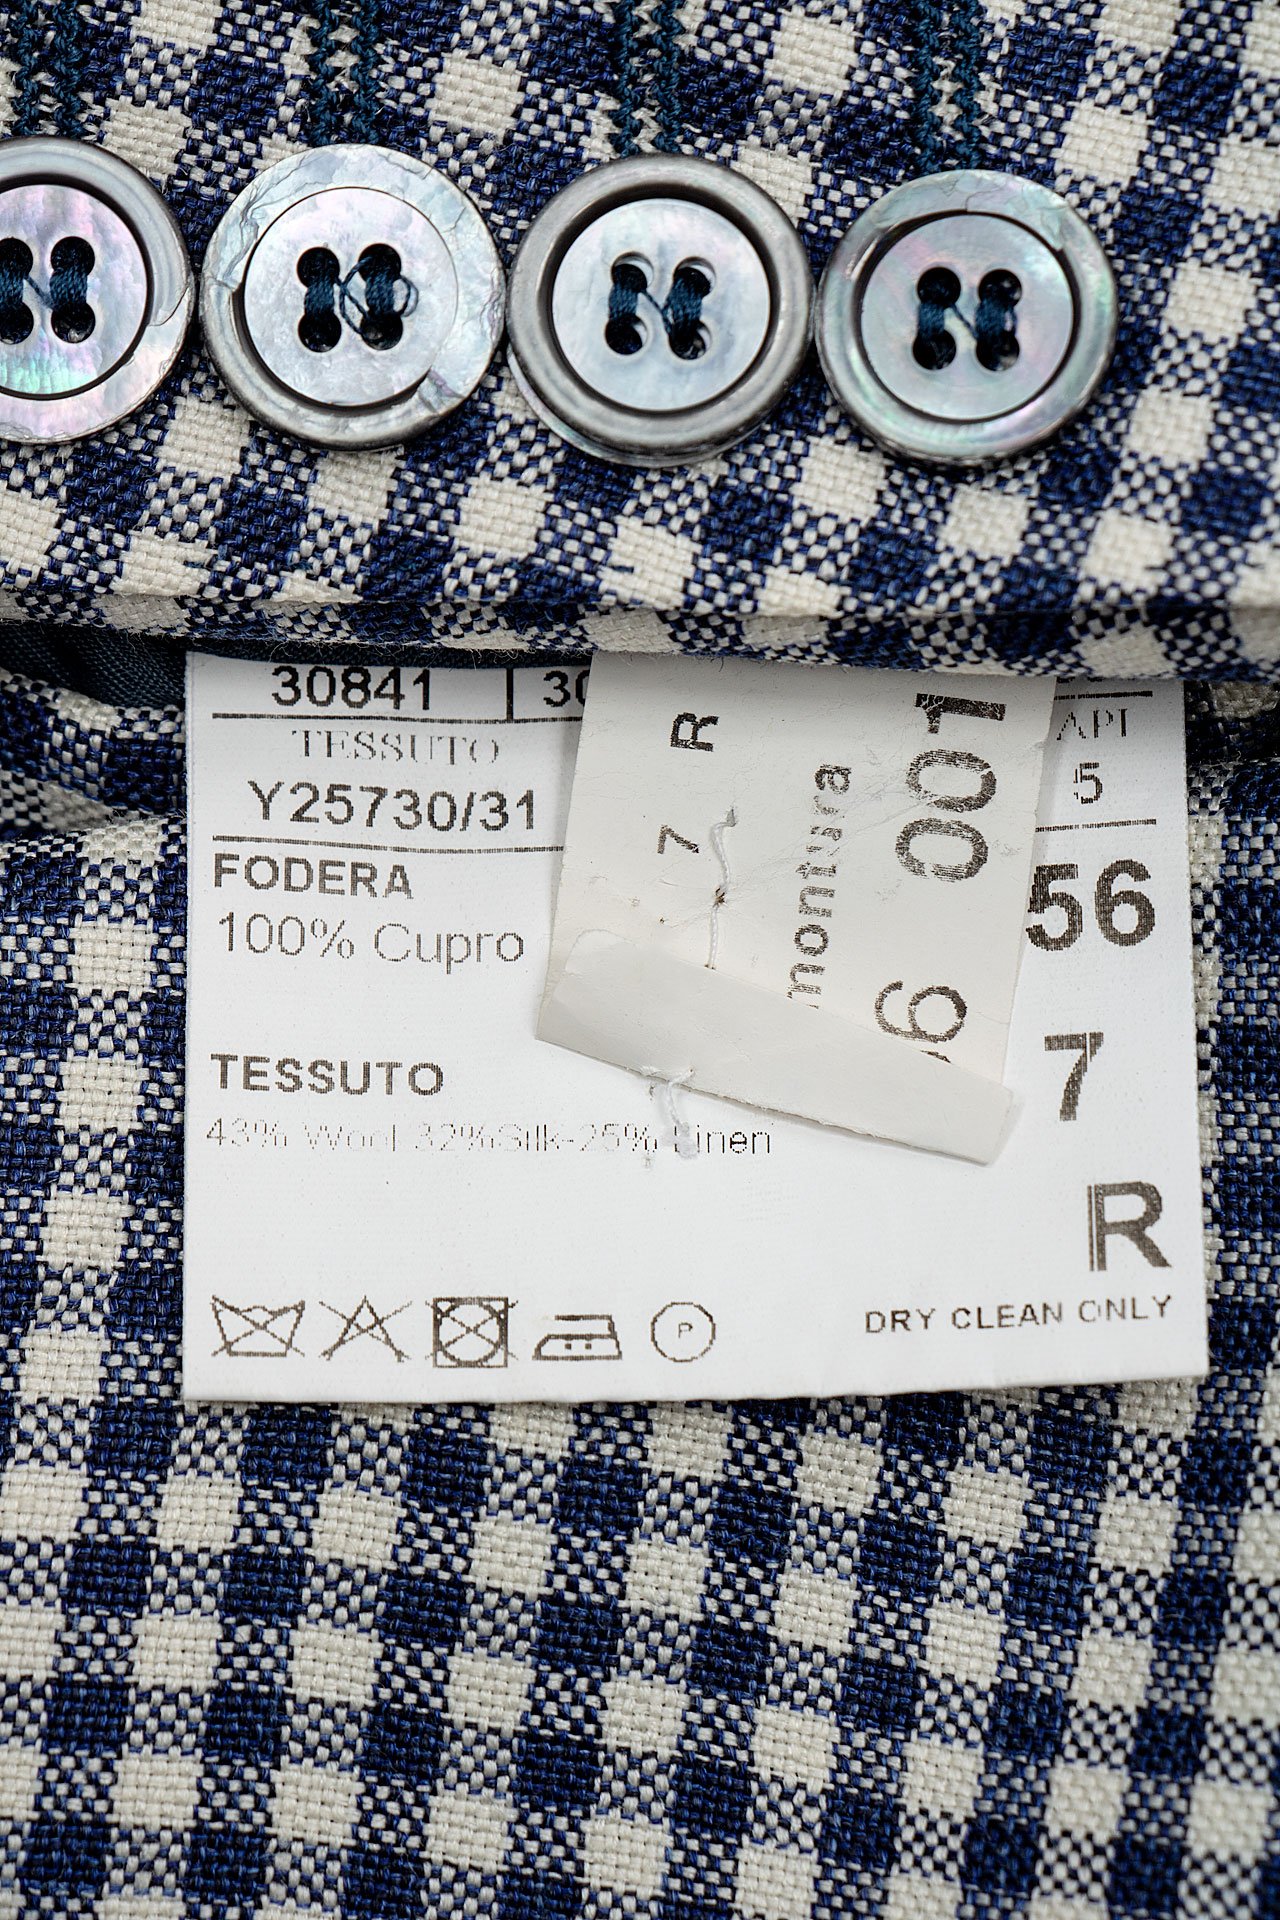 30841
TESSUTO
Y25730/31
FODERA
100% Cupro
TESSUTO
43% Wool 32%Silk-25% Linen
5
56
7
R
DRY CLEAN ONLY
P
7 R
montura
001